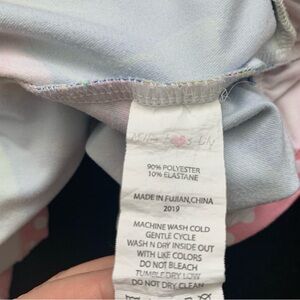 90% POLYESTER
10% ELASTANE
MADE IN FUJIAN,CHINA
2019
MACHINE WASH COLD
GENTLE CYCLE
WASH N DRY INSIDE OUT
WITH LIKE COLORS
DO NOT BLEACH
TUMBLE DRY LOW
DO NOT DRY CLEAN